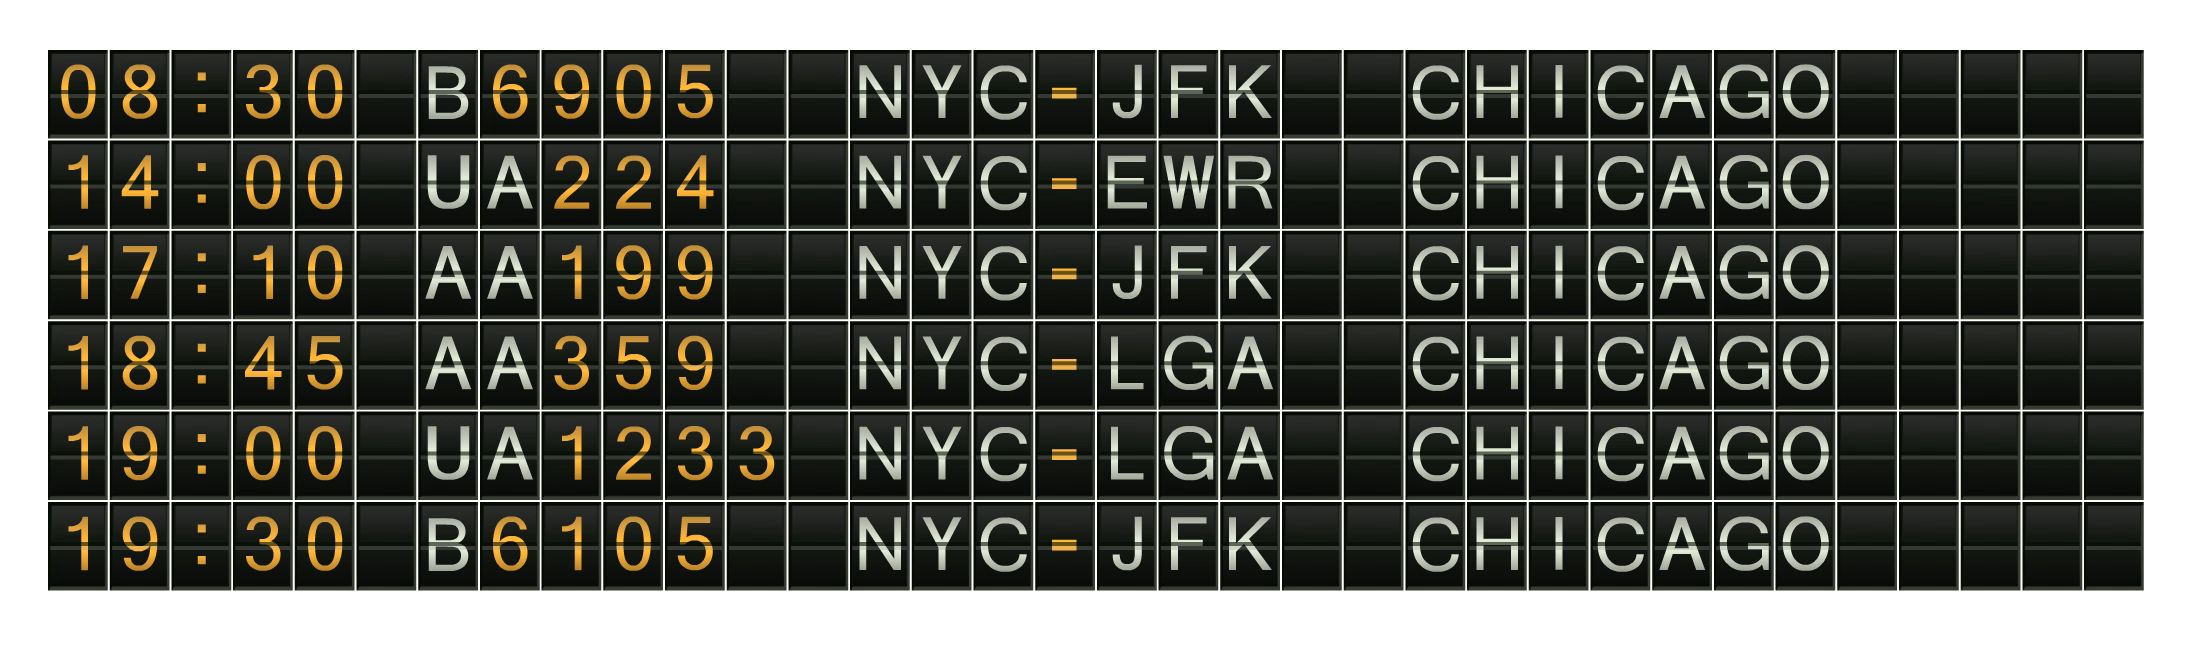 08:30 B6905 NYC-JFK CHICAGO
14:00 UA224 NYC-EWR CHICAGO
17:10 AA199 NYC-JFK CHICAGO
18:45 AA359 NYC-LGA CHICAGO
19:00 UA1233 NYC-LGA CHICAGO
19:30 B6105 NYC-JFK CHICAGO